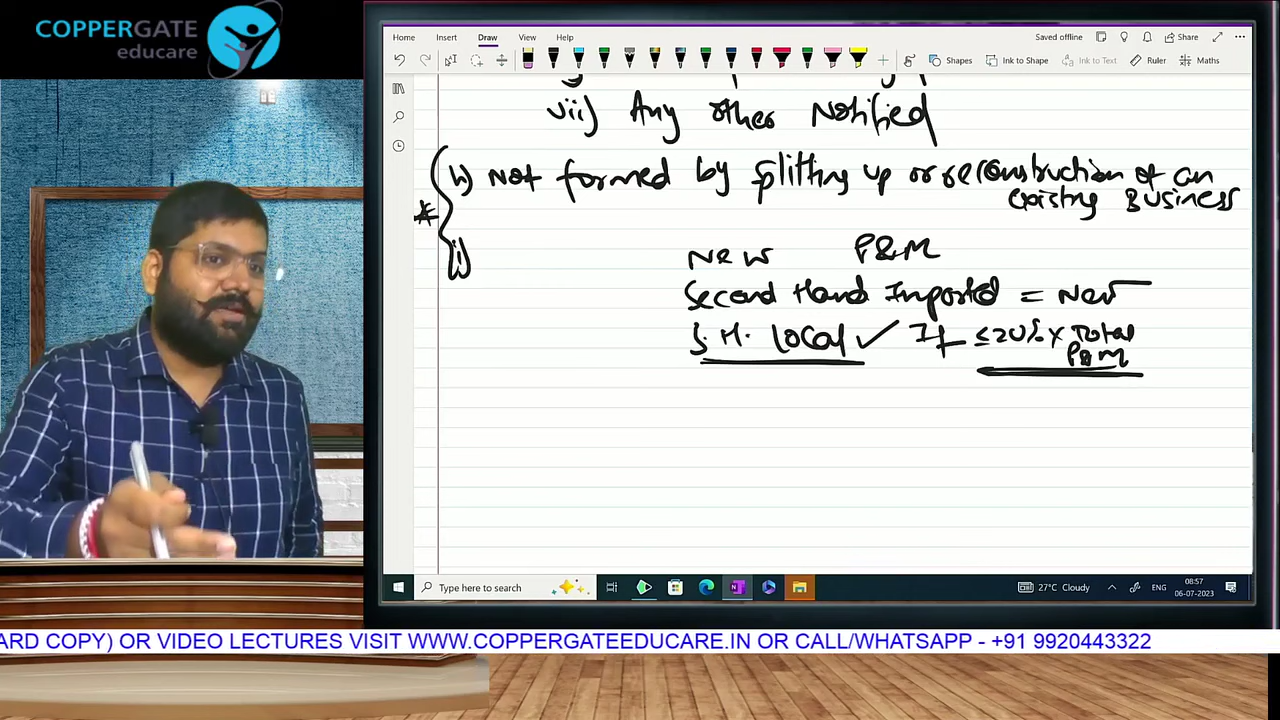 COPPERGATE
educare
Home Insert Draw View Help
Saved offline
Share
Shapes
Ink to Shape
Ink to Text
Ruler
Maths
vii) Any other Notified
h) Not formed by splitting up or reconstruction of an
existing Business
i)
New P&M
Second Hand Imported = New
S.H. Local ✓ If ≤20% x Total
P&M
Type here to search
27°C Cloudy
ENG
08:57
06-07-2023
ARD COPY) OR VIDEO LECTURES VISIT WWW.COPPERGATEEDUCARE.IN OR CALL/WHATSAPP - +91 9920443322